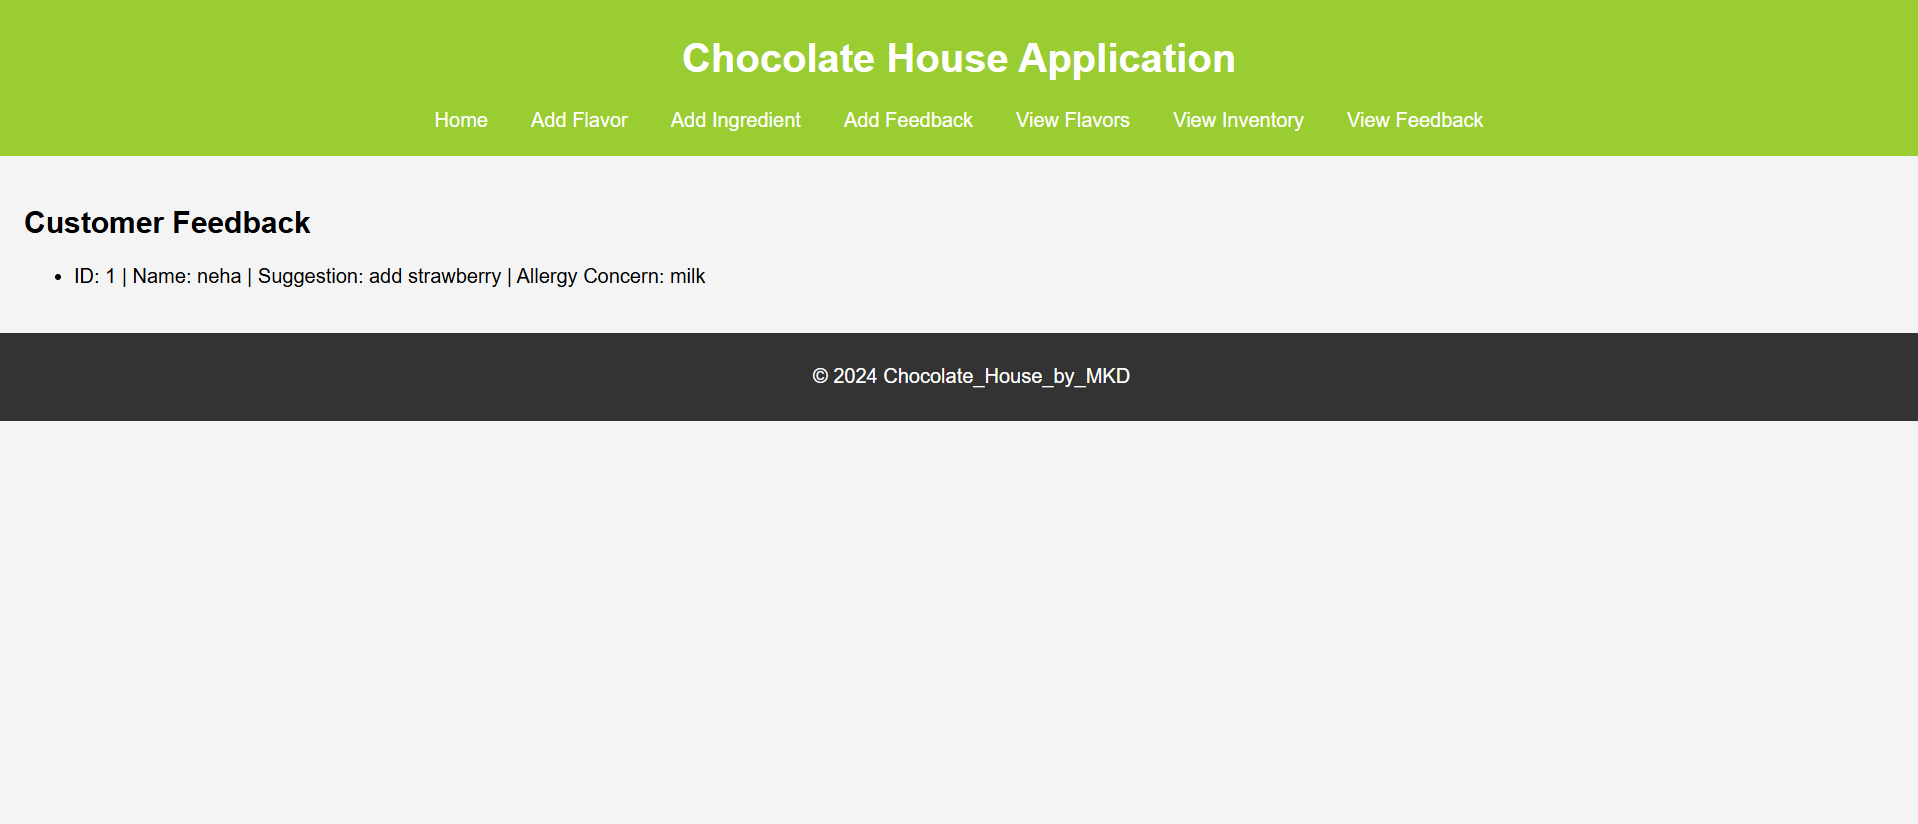 Chocolate House Application
Home Add Flavor Add Ingredient Add Feedback View Flavors View Inventory View Feedback
Customer Feedback
• ID: 1 | Name: neha | Suggestion: add strawberry | Allergy Concern: milk
© 2024 Chocolate_House_by_MKD